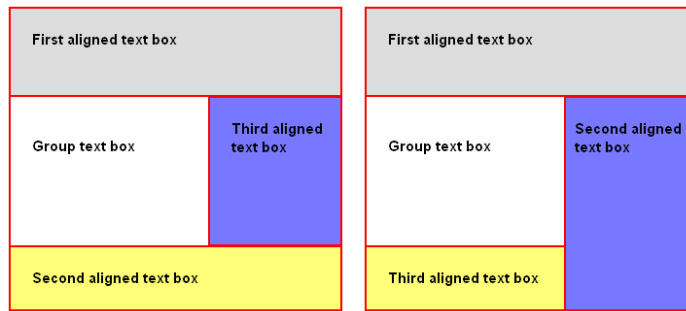 First aligned text box
Group text box
Third aligned
text box
Second aligned text box
First aligned text box
Group text box
Second aligned
text box
Third aligned text box